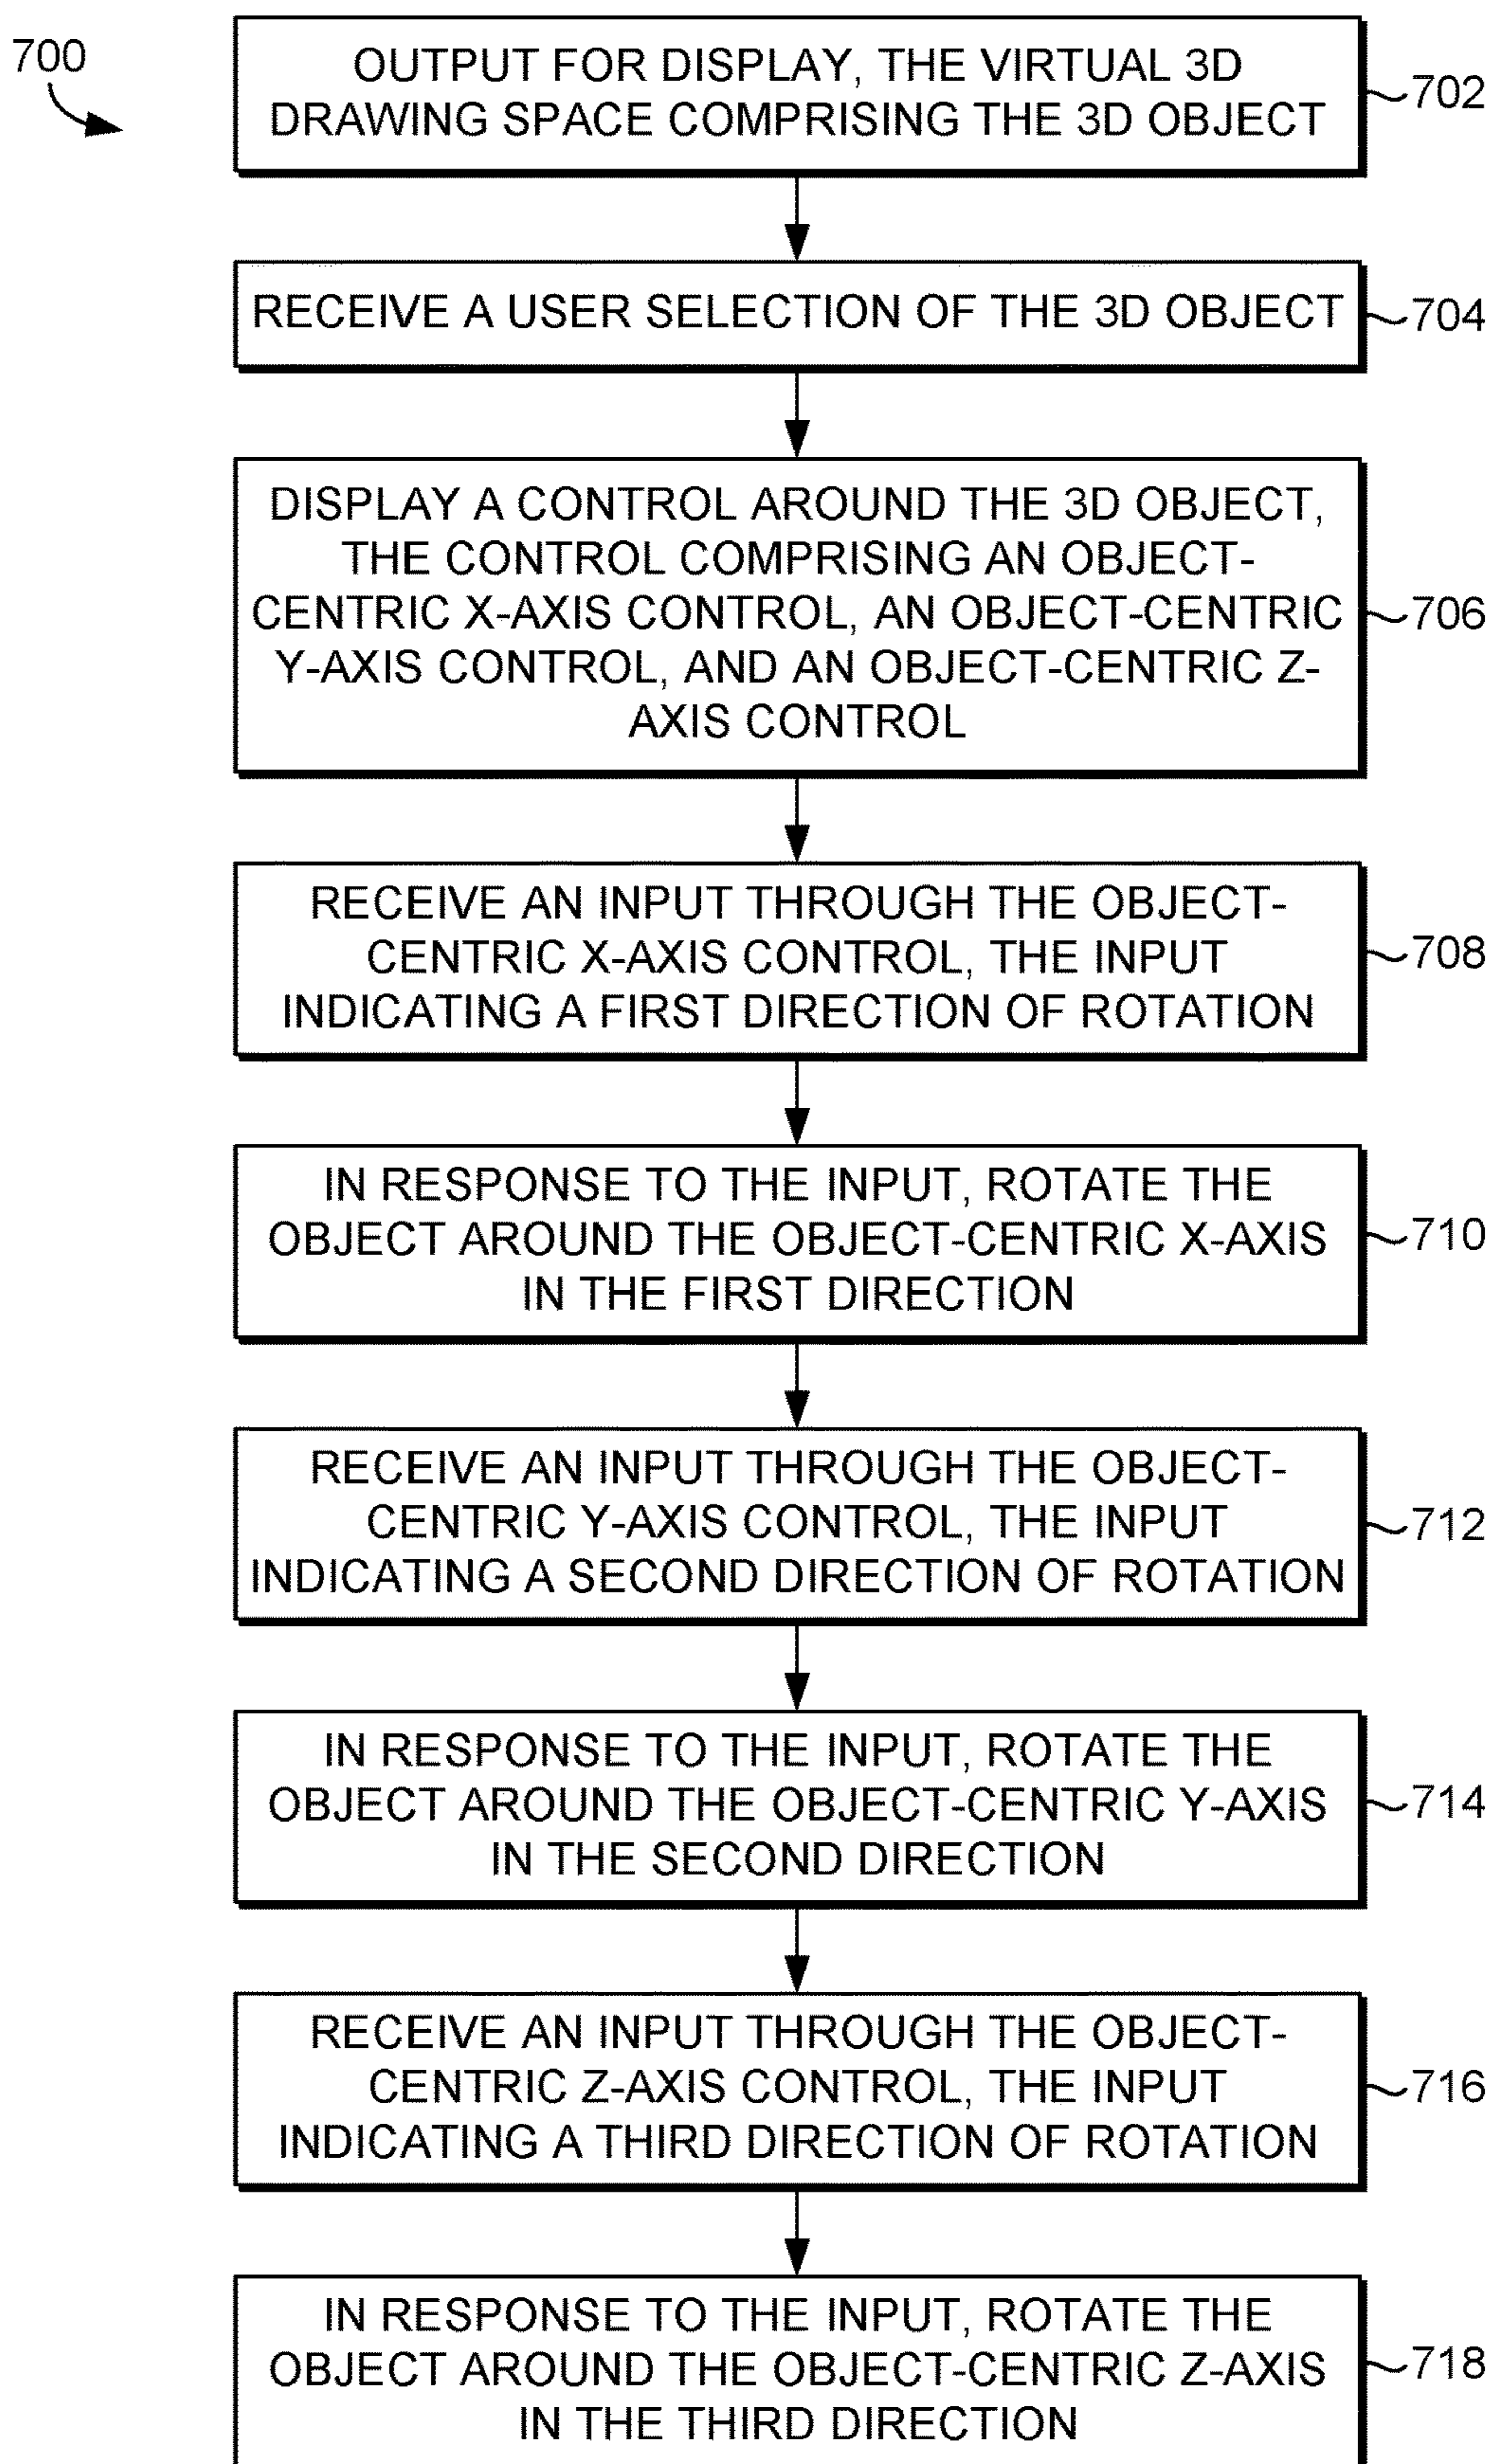 700
OUTPUT FOR DISPLAY, THE VIRTUAL 3D
DRAWING SPACE COMPRISING THE 3D OBJECT
702
RECEIVE A USER SELECTION OF THE 3D OBJECT
704
DISPLAY A CONTROL AROUND THE 3D OBJECT,
THE CONTROL COMPRISING AN OBJECT-
CENTRIC X-AXIS CONTROL, AN OBJECT-CENTRIC
Y-AXIS CONTROL, AND AN OBJECT-CENTRIC Z-
AXIS CONTROL
706
RECEIVE AN INPUT THROUGH THE OBJECT-
CENTRIC X-AXIS CONTROL, THE INPUT
INDICATING A FIRST DIRECTION OF ROTATION
708
IN RESPONSE TO THE INPUT, ROTATE THE
OBJECT AROUND THE OBJECT-CENTRIC X-AXIS
IN THE FIRST DIRECTION
710
RECEIVE AN INPUT THROUGH THE OBJECT-
CENTRIC Y-AXIS CONTROL, THE INPUT
INDICATING A SECOND DIRECTION OF ROTATION
712
IN RESPONSE TO THE INPUT, ROTATE THE
OBJECT AROUND THE OBJECT-CENTRIC Y-AXIS
IN THE SECOND DIRECTION
714
RECEIVE AN INPUT THROUGH THE OBJECT-
CENTRIC Z-AXIS CONTROL, THE INPUT
INDICATING A THIRD DIRECTION OF ROTATION
716
IN RESPONSE TO THE INPUT, ROTATE THE
OBJECT AROUND THE OBJECT-CENTRIC Z-AXIS
IN THE THIRD DIRECTION
718